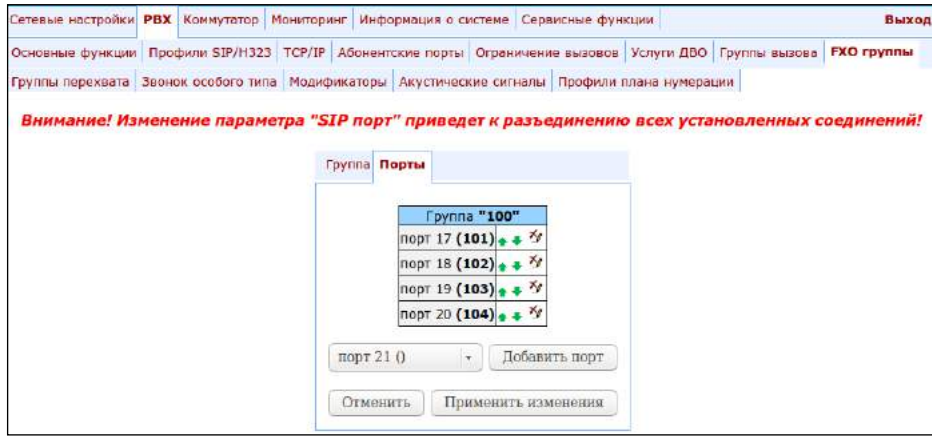 Сетевые настройки PBX Коммутатор Мониторинг Информация о системе Сервисные функции Выход
Основные функции Профили SIP/H323 TCP/IP Абонентские порты Ограничение вызовов Услуги ДВО Группы вызова FXO группы
Группы перехвата Звонок особого типа Модификаторы Акустические сигналы Профили плана нумерации
Внимание! Изменение параметра "SIP порт" приведет к разъединению всех установленных соединений!
Группа Порты
Группа "100"
порт 17 (101)
порт 18 (102)
порт 19 (103)
порт 20 (104)
порт 21 () Добавить порт
Отменить Применить изменения